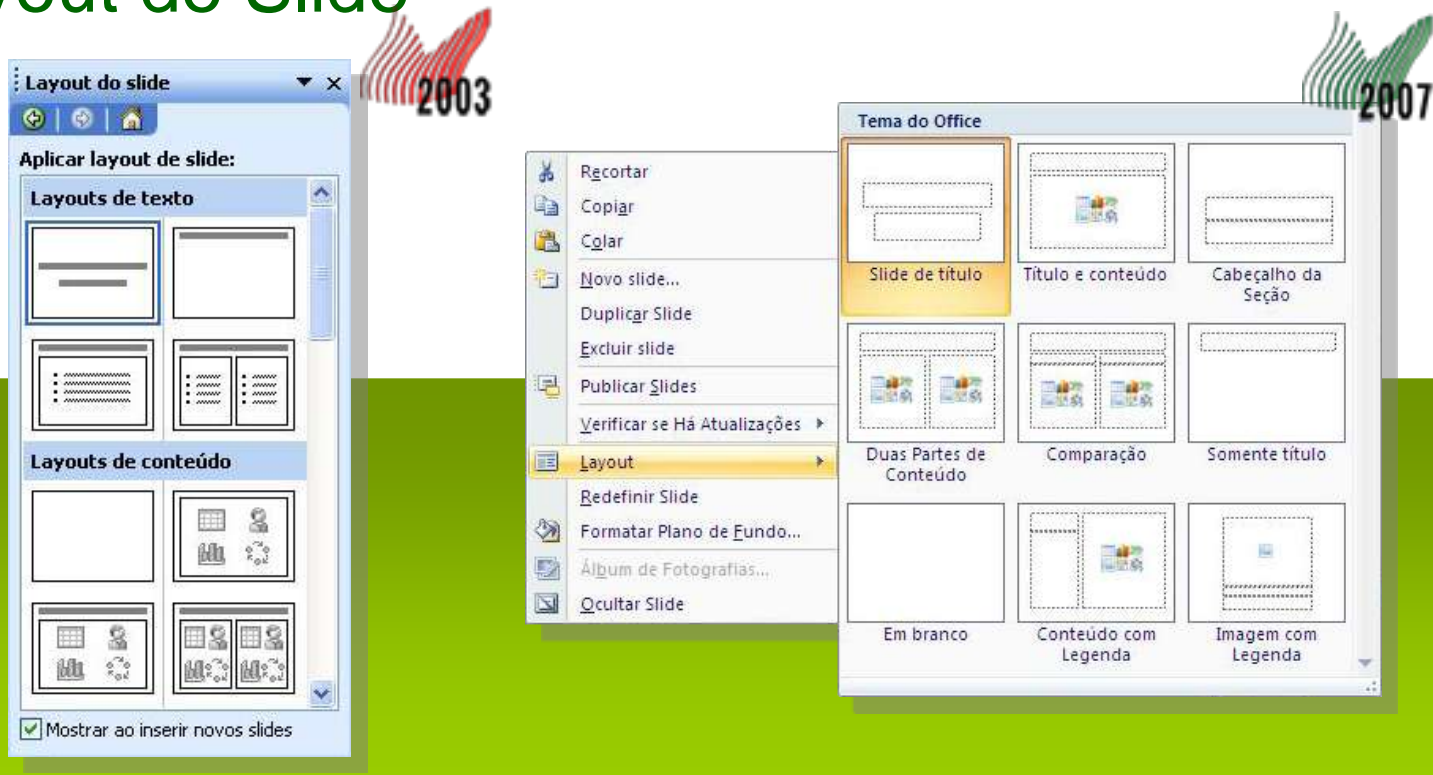 yout do Slide
2003
2007
Layout do slide
Aplicar layout de slide:
Layouts de texto
Layouts de conteúdo
Mostrar ao inserir novos slides
Recortar
Copiar
Colar
Novo slide...
Duplicar Slide
Excluir slide
Publicar Slides
Verificar se Há Atualizações
Layout
Redefinir Slide
Formatar Plano de Fundo...
Álbum de Fotografias...
Ocultar Slide
Tema do Office
Slide de título
Título e conteúdo
Cabeçalho da
Seção
Duas Partes de
Conteúdo
Comparação
Somente título
Em branco
Conteúdo com
Legenda
Imagem com
Legenda